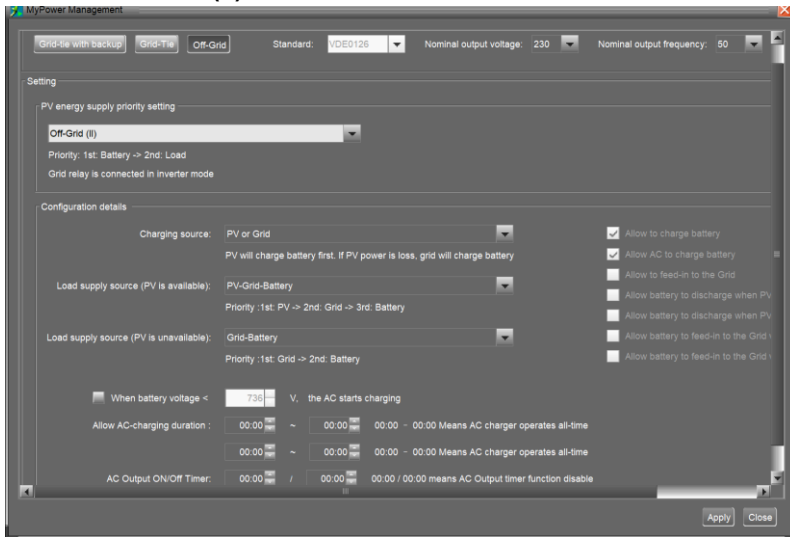 MyPower Management
Grid-tie with backup Grid-Tie Off-Grid Standard: VDE0126 Nominal output voltage: 230 Nominal output frequency: 50
Setting
PV energy supply priority setting
Off-Grid (II)
Priority: 1st: Battery -> 2nd: Load
Grid relay is connected in inverter mode
Configuration details
Charging source: PV or Grid
Allow to charge battery
PV will charge battery first. If PV power is loss, grid will charge battery
Allow AC to charge battery
Allow to feed-in to the Grid
Load supply source (PV is available): PV-Grid-Battery
Allow battery to discharge when PV
Priority :1st: PV -> 2nd: Grid -> 3rd: Battery
Allow battery to discharge when PV
Load supply source (PV is unavailable): Grid-Battery
Allow battery to feed-in to the Grid
Priority :1st: Grid -> 2nd: Battery
Allow battery to feed-in to the Grid
When battery voltage < 736 V, the AC starts charging
Allow AC-charging duration : 00:00 ~ 00:00 00:00 - 00:00 Means AC charger operates all-time
00:00 ~ 00:00 00:00 - 00:00 Means AC charger operates all-time
AC Output ON/Off Timer: 00:00 / 00:00 00:00 / 00:00 means AC Output timer function disable
Apply Close